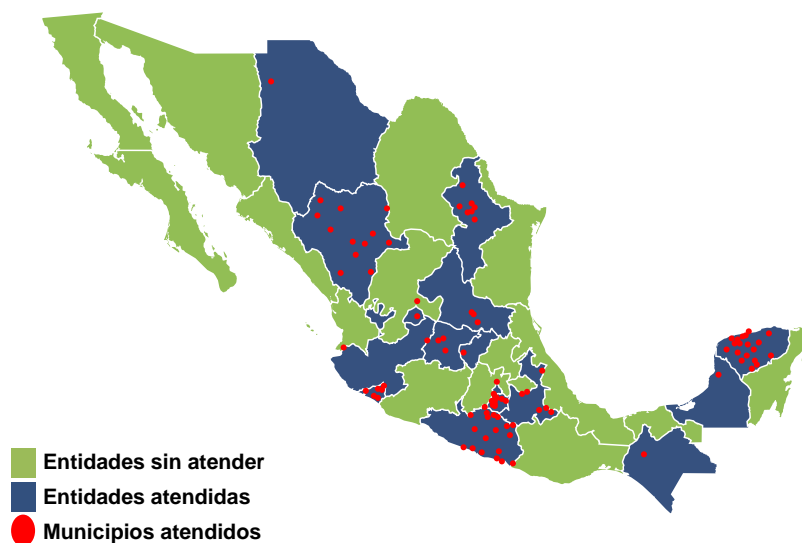 Entidades sin atender
Entidades atendidas
Municipios atendidos